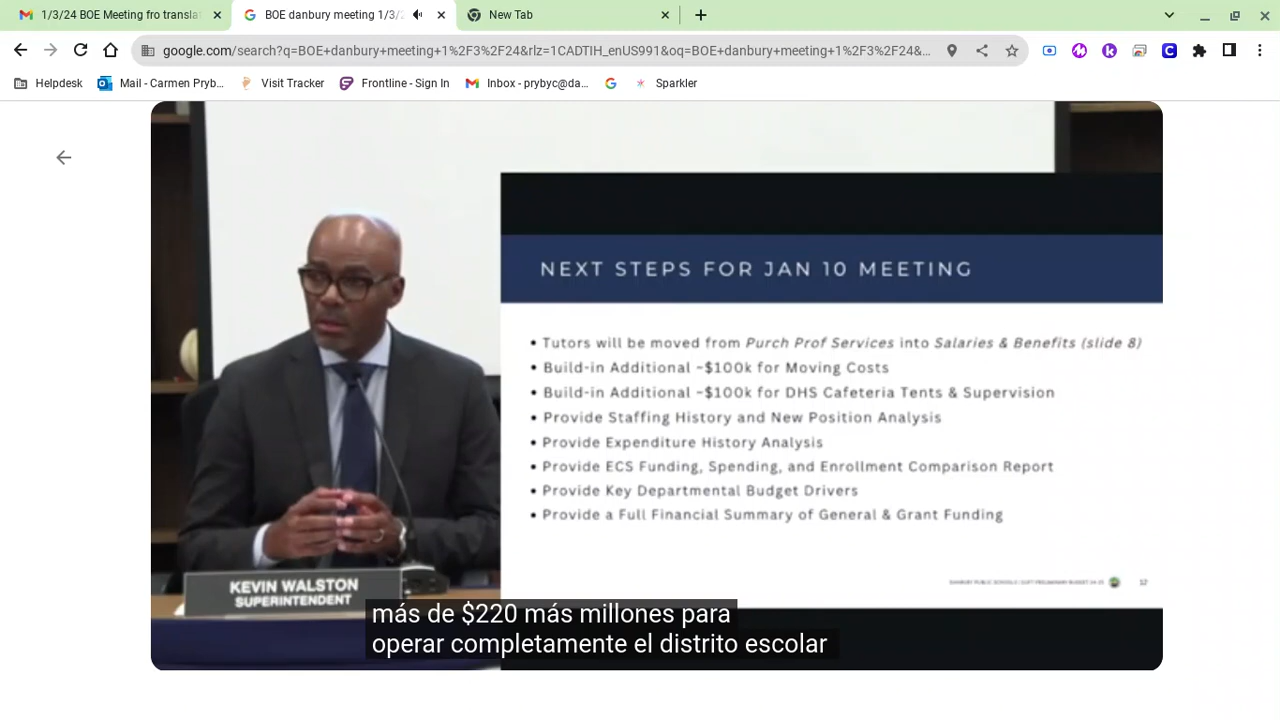 1/3/24 BOE Meeting fro transla
BOE danbury meeting 1/3/2
New Tab
google.com/search?q=BOE+danbury+meeting+1%2F3%2F24&rlz=1CADTIH_enUS991&oq=BOE+danbury+meeting+1%2F3%2F24&...
Helpdesk
Mail - Carmen Pryb...
Visit Tracker
Frontline - Sign In
Inbox - prybyc@da...
Sparkler
NEXT STEPS FOR JAN 10 MEETING
• Tutors will be moved from Purch Prof Services into Salaries & Benefits (slide 8)
• Build-in Additional ~$100k for Moving Costs
• Build-in Additional ~$100k for DHS Cafeteria Tents & Supervision
• Provide Staffing History and New Position Analysis
• Provide Expenditure History Analysis
• Provide ECS Funding, Spending, and Enrollment Comparison Report
• Provide Key Departmental Budget Drivers
• Provide a Full Financial Summary of General & Grant Funding
DANBURY PUBLIC SCHOOLS
12
KEVIN WALSTON
SUPERINTENDENT
más de $220 más millones para
operar completamente el distrito escolar